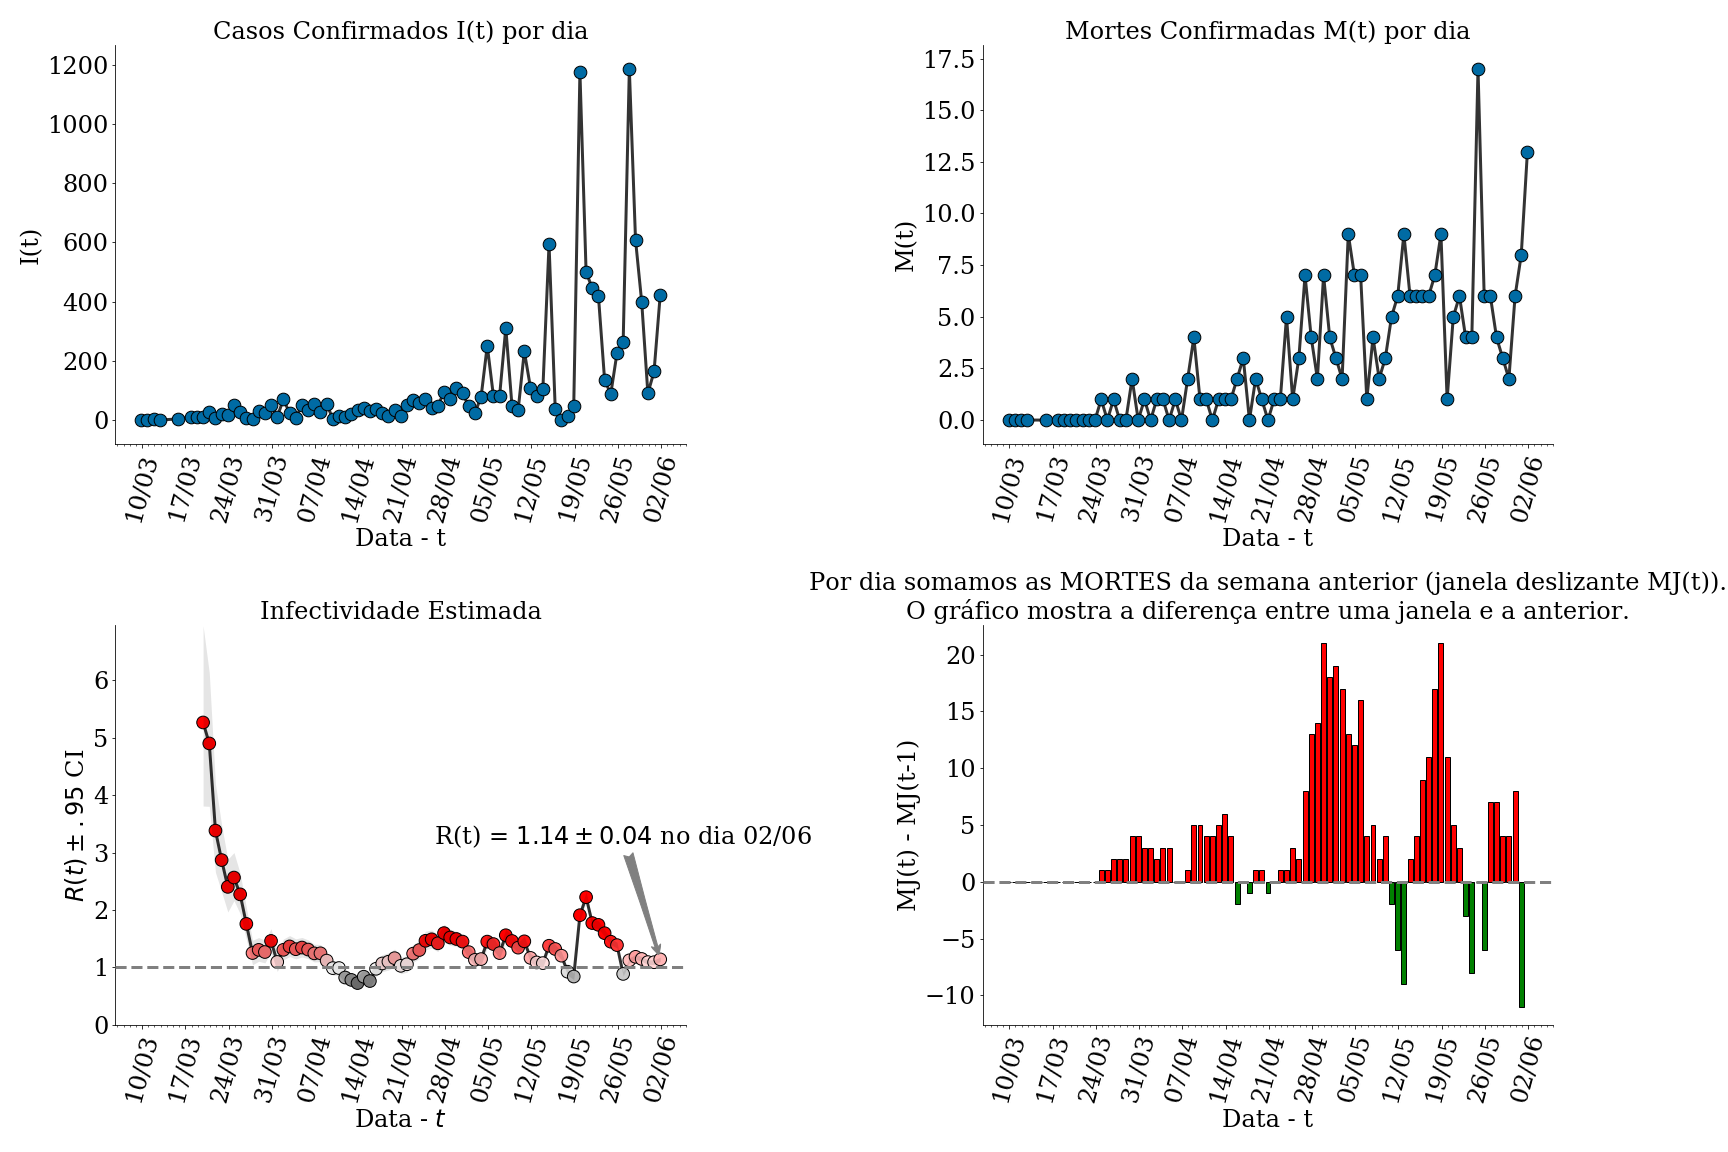 Casos Confirmados I(t) por dia
1200
1000
800
600
400
200
0
I(t)
10/03 17/03 24/03 31/03 07/04 14/04 21/04 28/04 05/05 12/05 19/05 26/05 02/06
Data - t
Mortes Confirmadas M(t) por dia
17.5
15.0
12.5
10.0
7.5
5.0
2.5
0.0
M(t)
10/03 17/03 24/03 31/03 07/04 14/04 21/04 28/04 05/05 12/05 19/05 26/05 02/06
Data - t
Infectividade Estimada
6
5
4
3
2
1
0
R(t) ± .95 CI
R(t) = 1.14 ± 0.04 no dia 02/06
10/03 17/03 24/03 31/03 07/04 14/04 21/04 28/04 05/05 12/05 19/05 26/05 02/06
Data - t
Por dia somamos as MORTES da semana anterior (janela deslizante MJ(t)).
O gráfico mostra a diferença entre uma janela e a anterior.
20
15
10
5
0
−5
−10
MJ(t) - MJ(t-1)
10/03 17/03 24/03 31/03 07/04 14/04 21/04 28/04 05/05 12/05 19/05 26/05 02/06
Data - t